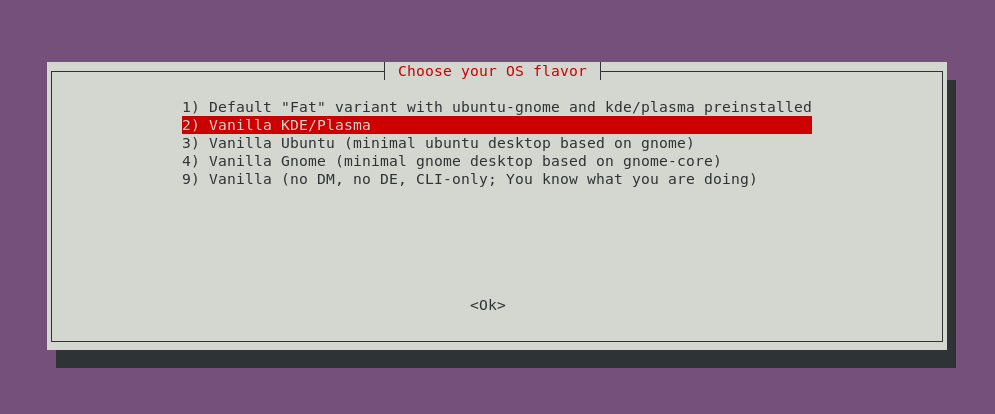 Choose your OS flavor
1) Default "Fat" variant with ubuntu-gnome and kde/plasma preinstalled
2) Vanilla KDE/Plasma
3) Vanilla Ubuntu (minimal ubuntu desktop based on gnome)
4) Vanilla Gnome (minimal gnome desktop based on gnome-core)
9) Vanilla (no DM, no DE, CLI-only; You know what you are doing)
<Ok>